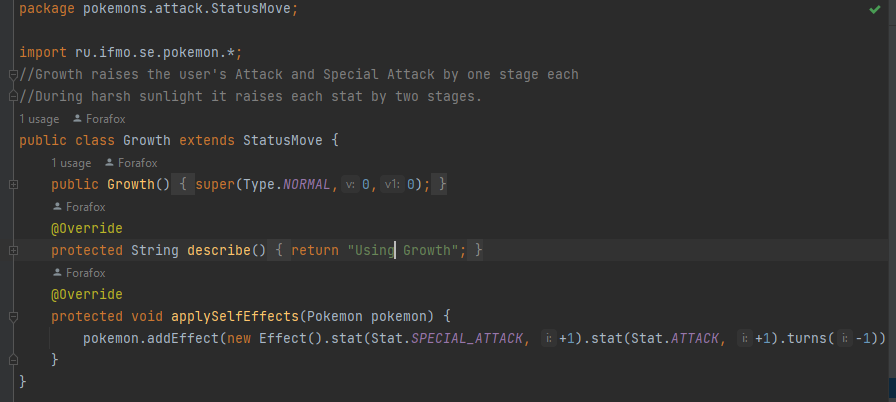 package pokemons.attack.StatusMove;
import ru.ifmo.se.pokemon.*;
//Growth raises the user's Attack and Special Attack by one stage each
//During harsh sunlight it raises each stat by two stages.
1 usage Forafox
public class Growth extends StatusMove {
1 usage Forafox
public Growth() { super(Type.NORMAL, v: 0, v1: 0); }
Forafox
@Override
protected String describe() { return "Using Growth"; }
Forafox
@Override
protected void applySelfEffects(Pokemon pokemon) {
pokemon.addEffect(new Effect().stat(Stat.SPECIAL_ATTACK, i: +1).stat(Stat.ATTACK, i: +1).turns( i: -1))
}
}